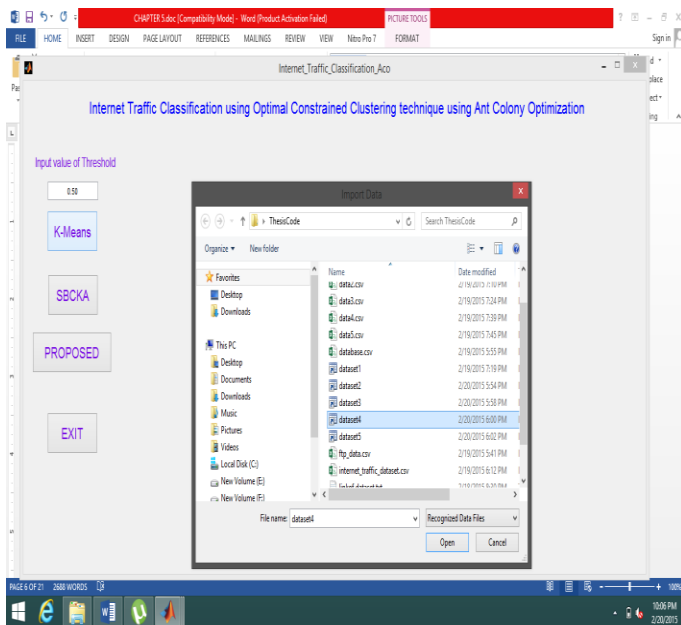 CHAPTER 5.doc [Compatibility Mode] - Word (Product Activation Failed)
PICTURE TOOLS
FILE HOME INSERT DESIGN PAGE LAYOUT REFERENCES MAILINGS REVIEW VIEW Nitro Pro 7 FORMAT Sign in
Internet_Traffic_Classification_Aco
Internet Traffic Classification using Optimal Constrained Clustering technique using Ant Colony Optimization
Input value of Threshold
0.50
K-Means
SBCKA
PROPOSED
EXIT
Import Data
ThesisCode
Search ThesisCode
Organize New folder
Favorites
Desktop
Downloads
This PC
Desktop
Documents
Downloads
Music
Pictures
Videos
Local Disk (C:)
New Volume (E:)
New Volume (F:)
Name Date modified
data2.csv 2/19/2015 7:10 PM
data3.csv 2/19/2015 7:24 PM
data4.csv 2/19/2015 7:39 PM
data5.csv 2/19/2015 7:45 PM
database.csv 2/19/2015 5:55 PM
dataset1 2/19/2015 7:19 PM
dataset2 2/20/2015 5:54 PM
dataset3 2/20/2015 5:58 PM
dataset4 2/20/2015 6:00 PM
dataset5 2/20/2015 6:02 PM
ftp_data.csv 2/19/2015 5:41 PM
internet_traffic_dataset.csv 2/19/2015 6:12 PM
File name: dataset4
Recognized Data Files
Open Cancel
PAGE 6 OF 21 2688 WORDS
100%
10:06 PM
2/20/2015